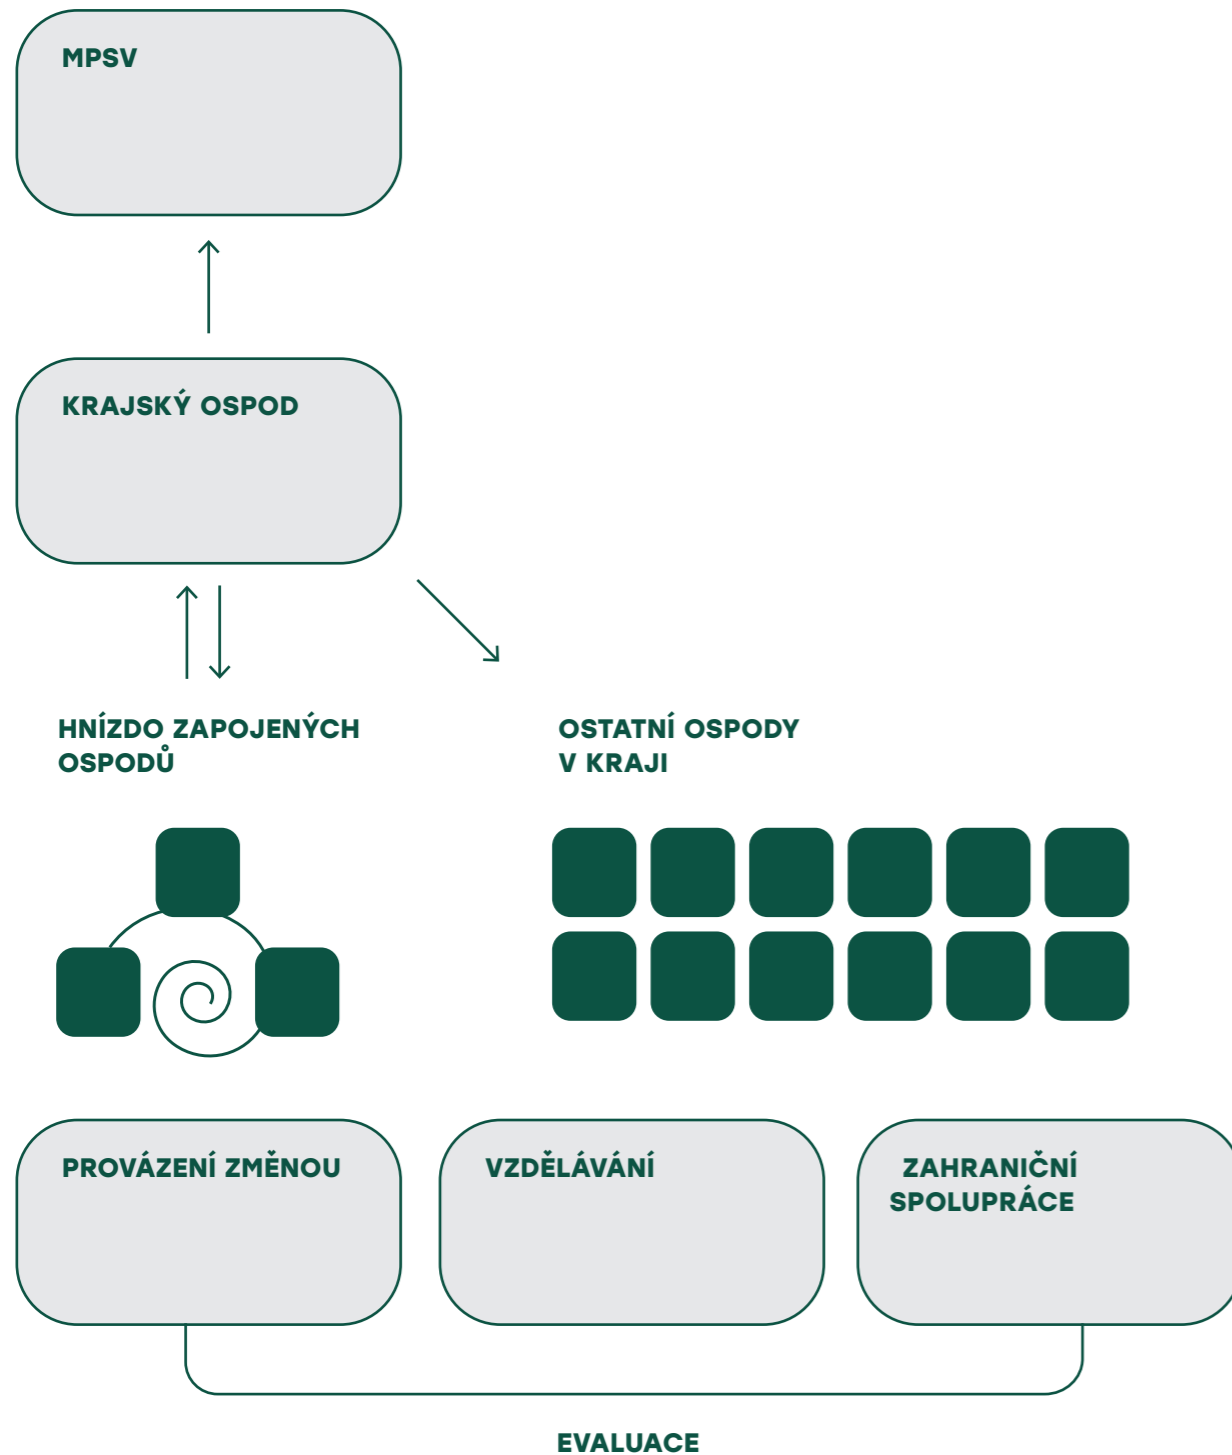 MPSV
KRAJSKÝ OSPOD
HNÍZDO ZAPOJENÝCH
OSPODŮ
OSTATNÍ OSPODY
V KRAJI
PROVÁZENÍ ZMĚNOU
VZDĚLÁVÁNÍ
ZAHRANIČNÍ
SPOLUPRÁCE
EVALUACE